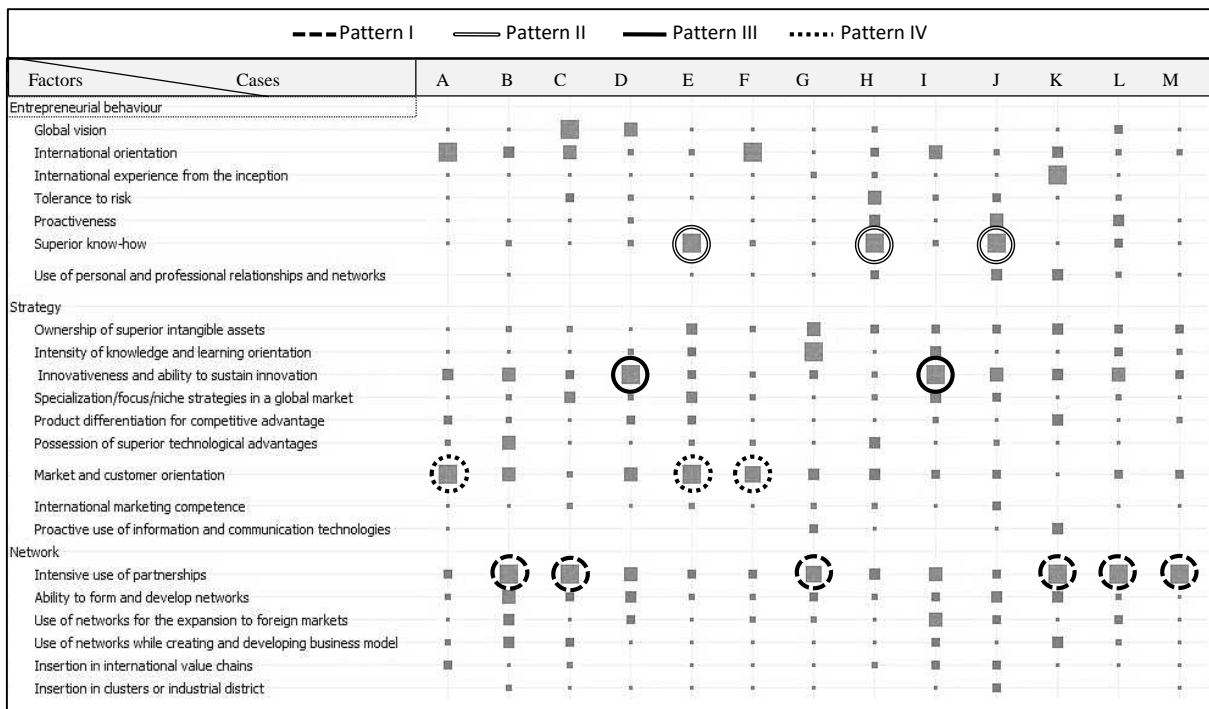 Pattern I Pattern II Pattern III Pattern IV
Factors Cases A B C D E F G H I J K L M
Entrepreneurial behaviour
Global vision
International orientation
International experience from the inception
Tolerance to risk
Proactiveness
Superior know-how
Use of personal and professional relationships and networks
Strategy
Ownership of superior intangible assets
Intensity of knowledge and learning orientation
Innovativeness and ability to sustain innovation
Specialization/focus/niche strategies in a global market
Product differentiation for competitive advantage
Possession of superior technological advantages
Market and customer orientation
International marketing competence
Proactive use of information and communication technologies
Network
Intensive use of partnerships
Ability to form and develop networks
Use of networks for the expansion to foreign markets
Use of networks while creating and developing business model
Insertion in international value chains
Insertion in clusters or industrial district